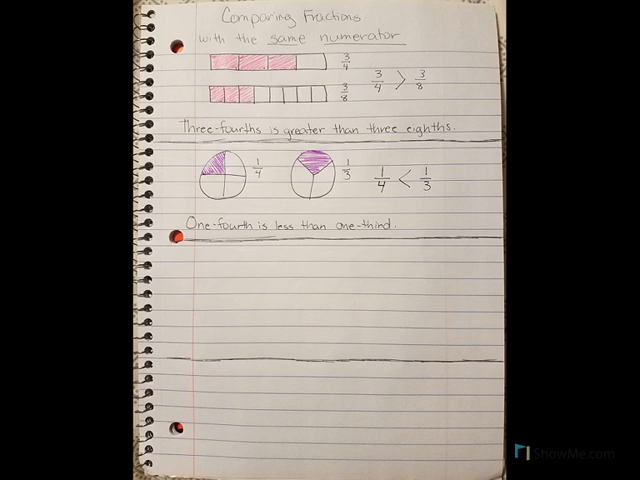 Comparing Fractions
with the same numerator
3/4
3/4 > 3/8
3/8
Three-fourths is greater than three eighths.
1/4 1/3 1/4 < 1/3
One-fourth is less than one-third.
ShowMe.com